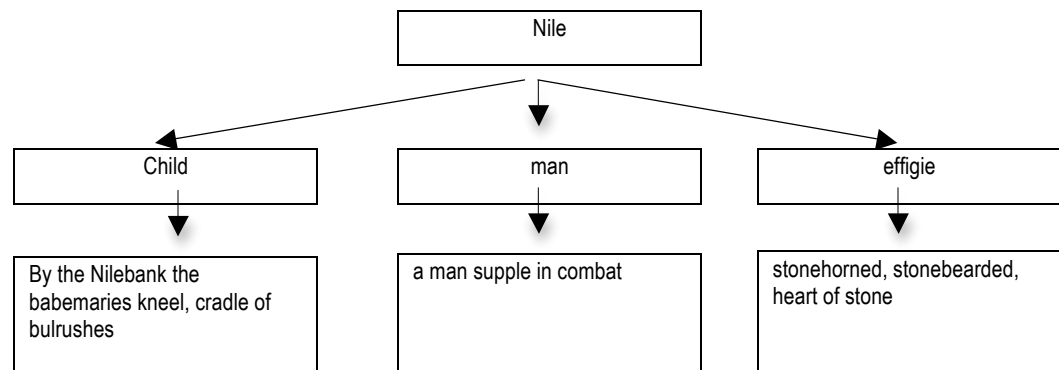 Nile
Child
man
effigie
By the Nilebank the
babemaries kneel, cradle of
bulrushes
a man supple in combat
stonehorned, stonebearded,
heart of stone